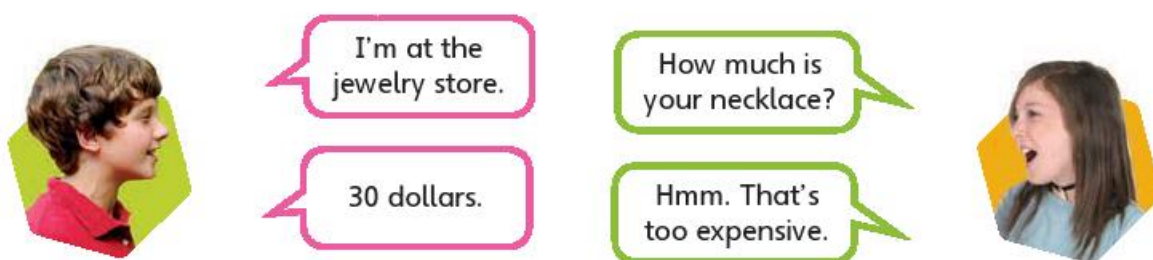 I'm at the
jewelry store.
How much is
your necklace?
30 dollars.
Hmm. That's
too expensive.